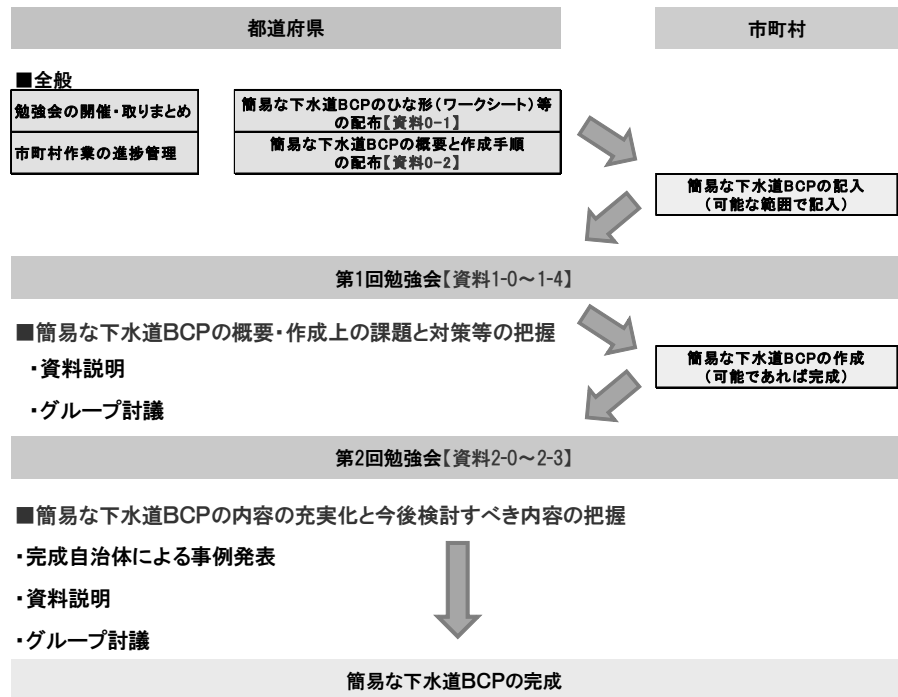 都道府県
市町村
■全般
勉強会の開催・取りまとめ
市町村作業の進捗管理
簡易な下水道BCPのひな形(ワークシート)等
の配布【資料0-1】
簡易な下水道BCPの概要と作成手順
の配布【資料0-2】
簡易な下水道BCPの記入
(可能な範囲で記入)
第1回勉強会【資料1-0～1-4】
■簡易な下水道BCPの概要・作成上の課題と対策等の把握
・資料説明
・グループ討議
簡易な下水道BCPの作成
(可能であれば完成)
第2回勉強会【資料2-0～2-3】
■簡易な下水道BCPの内容の充実化と今後検討すべき内容の把握
・完成自治体による事例発表
・資料説明
・グループ討議
簡易な下水道BCPの完成